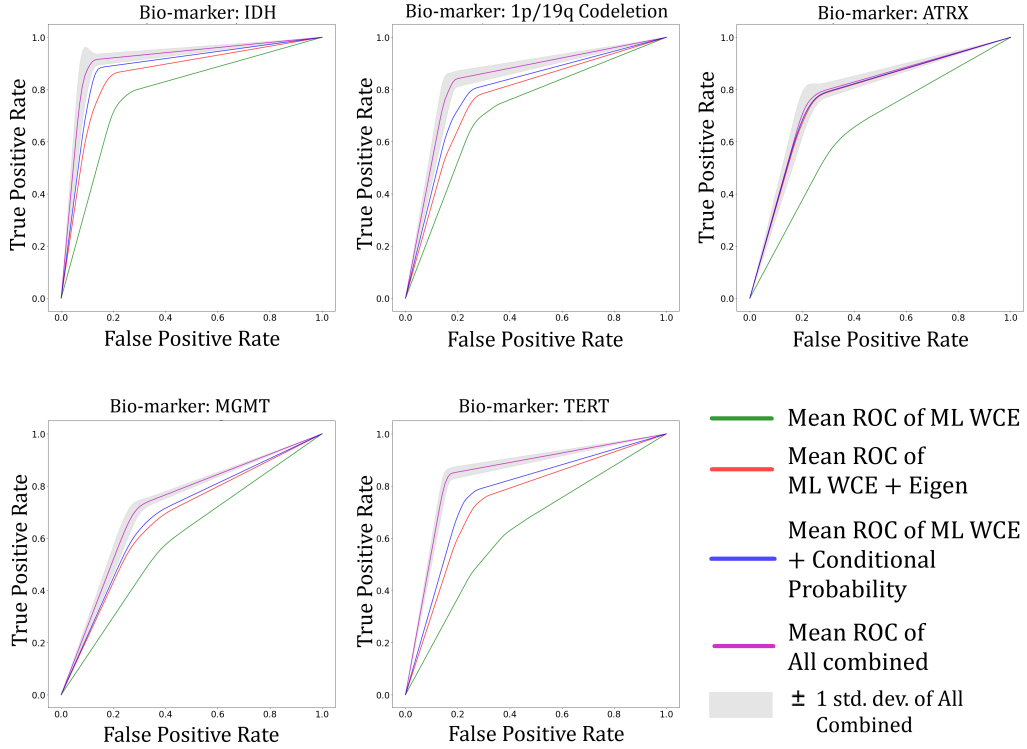 Bio-marker: IDH
1.0
0.8
0.6
0.4
0.2
0.0
True Positive Rate
0.0 0.2 0.4 0.6 0.8 1.0
False Positive Rate
Bio-marker: 1p/19q Codeletion
1.0
0.8
0.6
0.4
0.2
0.0
True Positive Rate
0.0 0.2 0.4 0.6 0.8 1.0
False Positive Rate
Bio-marker: ATRX
1.0
0.8
0.6
0.4
0.2
0.0
True Positive Rate
0.0 0.2 0.4 0.6 0.8 1.0
False Positive Rate
Bio-marker: MGMT
1.0
0.8
0.6
0.4
0.2
0.0
True Positive Rate
0.0 0.2 0.4 0.6 0.8 1.0
False Positive Rate
Bio-marker: TERT
1.0
0.8
0.6
0.4
0.2
0.0
True Positive Rate
0.0 0.2 0.4 0.6 0.8 1.0
False Positive Rate
Mean ROC of ML WCE
Mean ROC of
ML WCE + Eigen
Mean ROC of ML WCE
+ Conditional
Probability
Mean ROC of
All combined
± 1 std. dev. of All
Combined